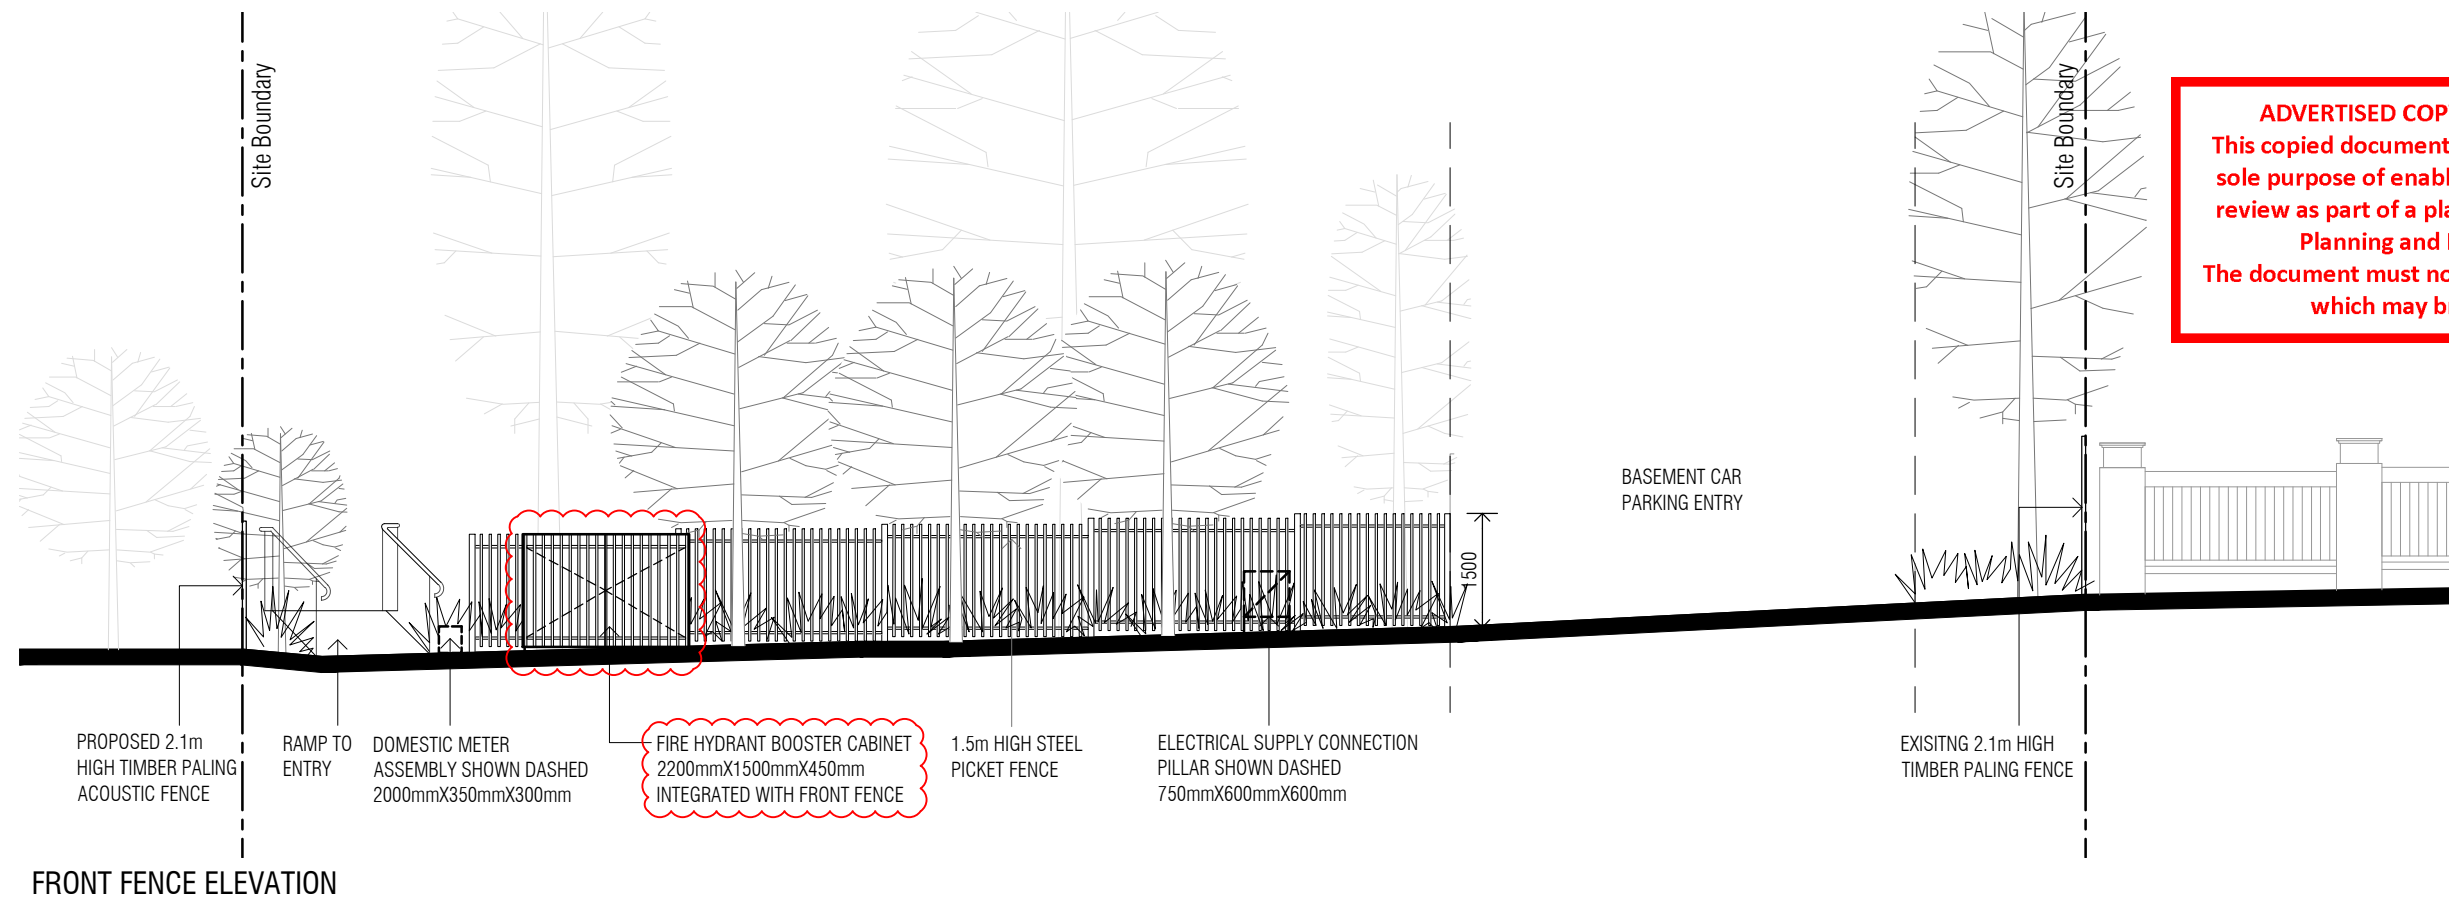 Site Boundary
Site Boundary
ADVERTISED COP
This copied document
sole purpose of enabl
review as part of a pla
Planning and
The document must no
which may b
BASEMENT CAR
PARKING ENTRY
1500
PROPOSED 2.1m
HIGH TIMBER PALING
ACOUSTIC FENCE
RAMP TO
ENTRY
DOMESTIC METER
ASSEMBLY SHOWN DASHED
2000mmX350mmX300mm
FIRE HYDRANT BOOSTER CABINET
2200mmX1500mmX450mm
INTEGRATED WITH FRONT FENCE
1.5m HIGH STEEL
PICKET FENCE
ELECTRICAL SUPPLY CONNECTION
PILLAR SHOWN DASHED
750mmX600mmX600mm
EXISITNG 2.1m HIGH
TIMBER PALING FENCE
FRONT FENCE ELEVATION